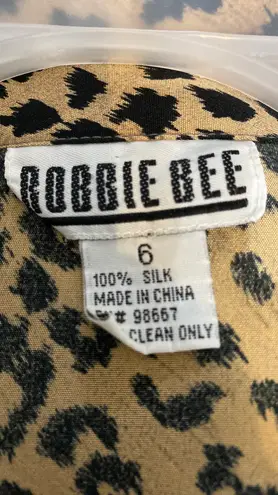 ROBBIE BEE
6
100% SILK
MADE IN CHINA
# 98667
CLEAN ONLY